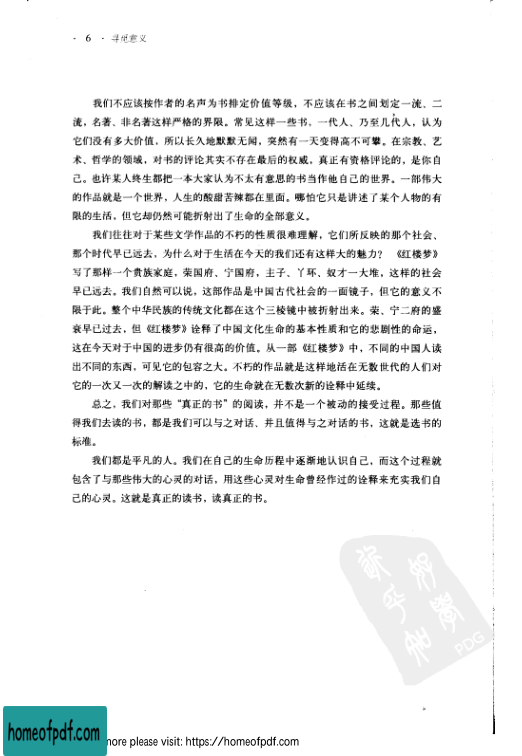 · 6 · 寻觅意义
我们不应该按作者的名声为书排定价值等级，不应该在书之间划定一流、二
流，名著、非名著这样严格的界限。常见这样一些书，一代人、乃至几代人，认为
它们没有多大价值，所以长久地默默无闻，突然有一天变得高不可攀。在宗教、艺
术、哲学的领域，对书的评论其实不存在最后的权威，真正有资格评论的，是你自
己。也许某人终生都把一本大家认为不太有意思的书当作他自己的世界。一部伟大
的作品就是一个世界，人生的酸甜苦辣都在里面。哪怕它只是讲述了某个人物的有
限的生活，但它却仍然可能折射出了生命的全部意义。
我们往往对于某些文学作品的不朽的性质很难理解，它们所反映的那个社会、
那个时代早已远去，为什么对于生活在今天的我们还有这样大的魅力？《红楼梦》
写了那样一个贵族家庭，荣国府、宁国府，主子、丫环、奴才一大堆，这样的社会
早已远去。我们自然可以说，这部作品是中国古代社会的一面镜子，但它的意义不
限于此。整个中华民族的传统文化都在这个三棱镜中被折射出来。荣、宁二府的盛
衰早已过去，但《红楼梦》诠释了中国文化生命的基本性质和它的悲剧性的命运，
这在今天对于中国的进步仍有很高的价值。从一部《红楼梦》中，不同的中国人读
出不同的东西，可见它的包容之大。不朽的作品就是这样地活在无数世代的人们对
它的一次又一次的解读之中的，它的生命就在无数次新的诠释中延续。
总之，我们对那些“真正的书”的阅读，并不是一个被动的接受过程。那些值
得我们去读的书，都是我们可以与之对话、并且值得与之对话的书，这就是选书的
标准。
我们都是平凡的人。我们在自己的生命历程中逐渐地认识自己，而这个过程就
包含了与那些伟大的心灵的对话，用这些心灵对生命曾经作过的诠释来充实我们自
己的心灵。这就是真正的读书，读真正的书。
PDG
homeofpdf.com
more please visit: https://homeofpdf.com